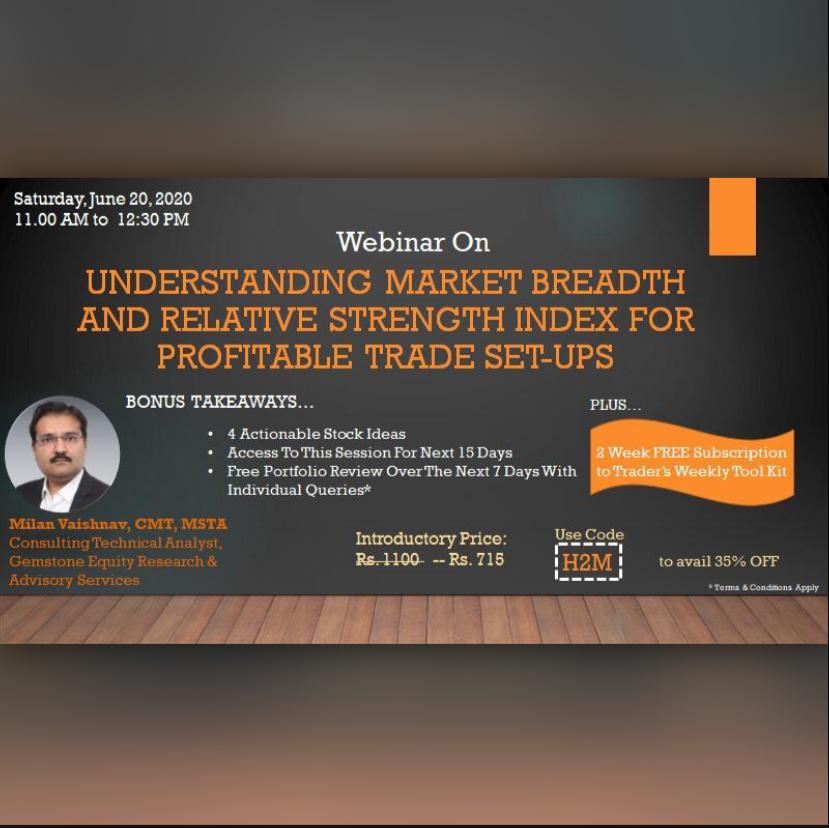 Saturday, June 20, 2020
11.00 AM to 12:30 PM
Webinar On
UNDERSTANDING MARKET BREADTH
AND RELATIVE STRENGTH INDEX FOR
PROFITABLE TRADE SET-UPS
BONUS TAKEAWAYS...
• 4 Actionable Stock Ideas
• Access To This Session For Next 15 Days
• Free Portfolio Review Over The Next 7 Days With
Individual Queries*
PLUS...
2 Week FREE Subscription
to Trader's Weekly Tool Kit
Milan Vaishnav, CMT, MSTA
Consulting Technical Analyst,
Gemstone Equity Research &
Advisory Services
Introductory Price:
Rs. 1100 -- Rs. 715
Use Code
H2M
to avail 35% OFF
* Terms & Conditions Apply